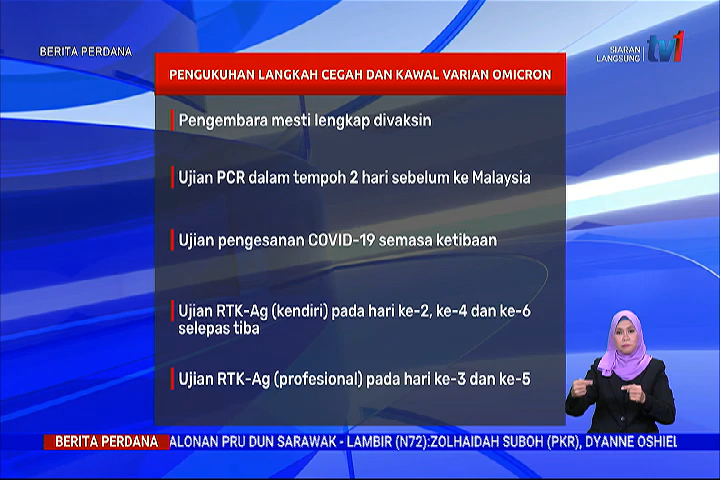 BERITA PERDANA
SIARAN
LANGSUNG
tv1
PENGUKUHAN LANGKAH CEGAH DAN KAWAL VARIAN OMICRON
Pengembara mesti lengkap divaksin
Ujian PCR dalam tempoh 2 hari sebelum ke Malaysia
Ujian pengesanan COVID-19 semasa ketibaan
Ujian RTK-Ag (kendiri) pada hari ke-2, ke-4 dan ke-6
selepas tiba
Ujian RTK-Ag (profesional) pada hari ke-3 dan ke-5
BERITA PERDANA ALONAN PRU DUN SARAWAK - LAMBIR (N72):ZOLHAIDAH SUBOH (PKR), DYANNE OSHIEL